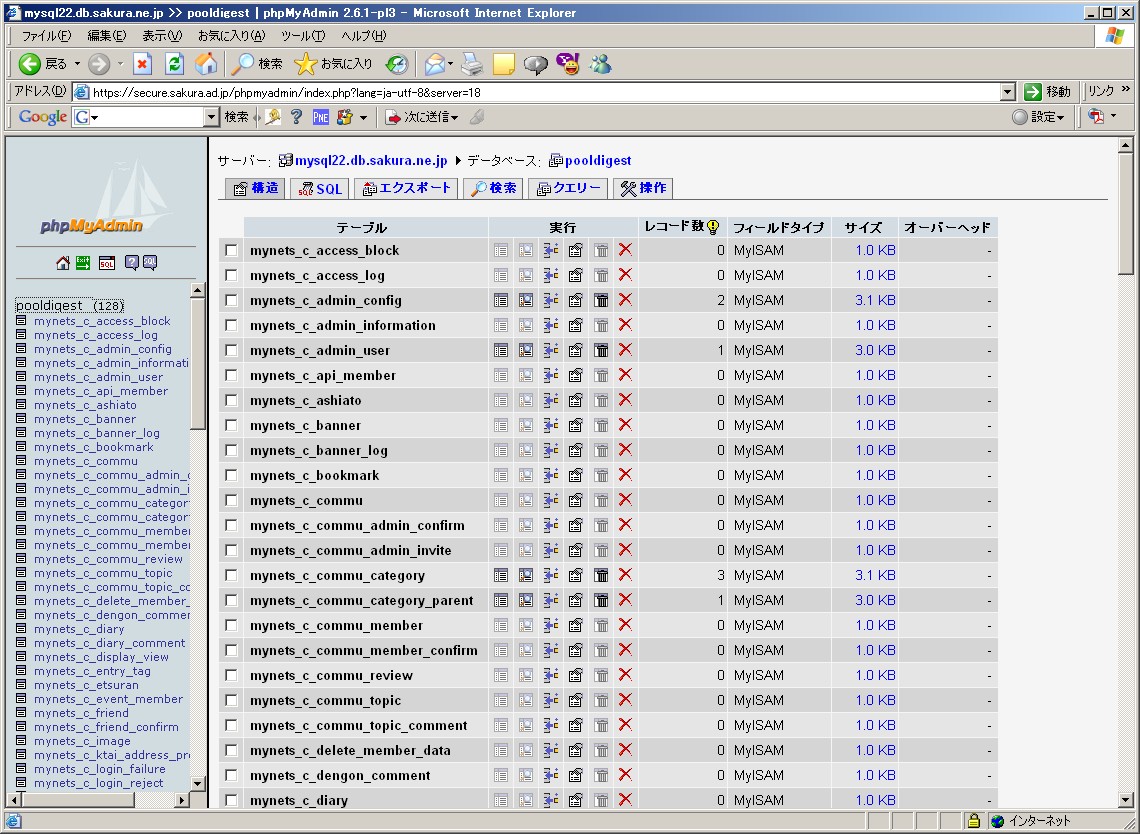 mysql22.db.sakura.ne.jp >> pooldigest | phpMyAdmin 2.6.1-pl3 - Microsoft Internet Explorer
ファイル(F) 編集(E) 表示(V) お気に入り(A) ツール(T) ヘルプ(H)
戻る 検索 お気に入り
アドレス(D) https://secure.sakura.ad.jp/phpmyadmin/index.php?lang=ja-utf-8&server=18 移動 リンク »
Google G 検索 ? PNE 次に送信 設定
phpMyAdmin
Exit SQL ? SQL
pooldigest (128)
mynets_c_access_block
mynets_c_access_log
mynets_c_admin_config
mynets_c_admin_informati
mynets_c_admin_user
mynets_c_api_member
mynets_c_ashiato
mynets_c_banner
mynets_c_banner_log
mynets_c_bookmark
mynets_c_commu
mynets_c_commu_admin_c
mynets_c_commu_admin_i
mynets_c_commu_categor
mynets_c_commu_categor
mynets_c_commu_member
mynets_c_commu_member
mynets_c_commu_review
mynets_c_commu_topic
mynets_c_commu_topic_co
mynets_c_delete_member_
mynets_c_dengon_commer
mynets_c_diary
mynets_c_diary_comment
mynets_c_display_view
mynets_c_entry_tag
mynets_c_etsuran
mynets_c_event_member
mynets_c_friend
mynets_c_friend_confirm
mynets_c_image
mynets_c_ktai_address_pr
mynets_c_login_failure
mynets_c_login_reject
サーバー: mysql22.db.sakura.ne.jp データベース: pooldigest
構造 SQL エクスポート 検索 クエリー 操作
テーブル 実行 レコード数 フィールドタイプ サイズ オーバーヘッド
mynets_c_access_block 0 MyISAM 1.0 KB -
mynets_c_access_log 0 MyISAM 1.0 KB -
mynets_c_admin_config 2 MyISAM 3.1 KB -
mynets_c_admin_information 0 MyISAM 1.0 KB -
mynets_c_admin_user 1 MyISAM 3.0 KB -
mynets_c_api_member 0 MyISAM 1.0 KB -
mynets_c_ashiato 0 MyISAM 1.0 KB -
mynets_c_banner 0 MyISAM 1.0 KB -
mynets_c_banner_log 0 MyISAM 1.0 KB -
mynets_c_bookmark 0 MyISAM 1.0 KB -
mynets_c_commu 0 MyISAM 1.0 KB -
mynets_c_commu_admin_confirm 0 MyISAM 1.0 KB -
mynets_c_commu_admin_invite 0 MyISAM 1.0 KB -
mynets_c_commu_category 3 MyISAM 3.1 KB -
mynets_c_commu_category_parent 1 MyISAM 3.0 KB -
mynets_c_commu_member 0 MyISAM 1.0 KB -
mynets_c_commu_member_confirm 0 MyISAM 1.0 KB -
mynets_c_commu_review 0 MyISAM 1.0 KB -
mynets_c_commu_topic 0 MyISAM 1.0 KB -
mynets_c_commu_topic_comment 0 MyISAM 1.0 KB -
mynets_c_delete_member_data 0 MyISAM 1.0 KB -
mynets_c_dengon_comment 0 MyISAM 1.0 KB -
mynets_c_diary 0 MyISAM 1.0 KB -
インターネット